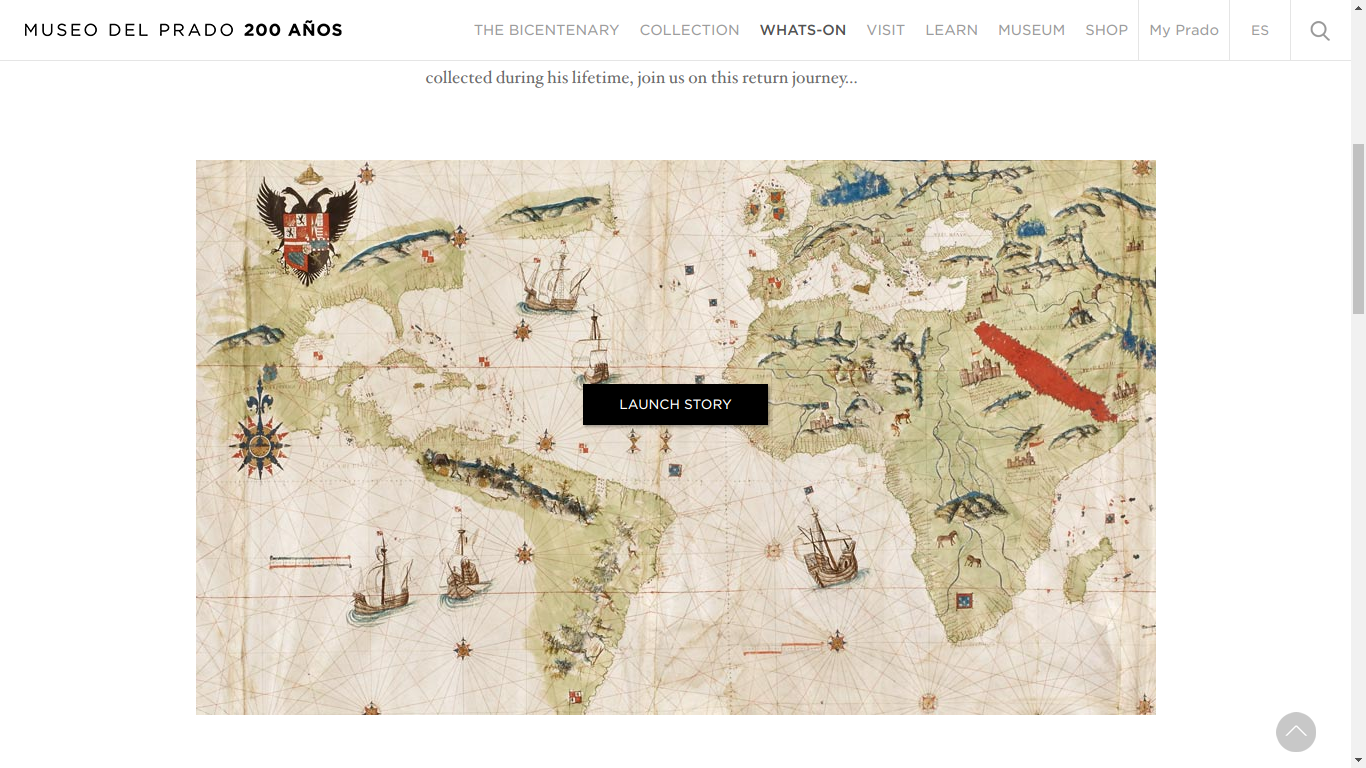 MUSEO DEL PRADO 200 AÑOS
THE BICENTENARY COLLECTION WHATS-ON VISIT LEARN MUSEUM SHOP My Prado ES
collected during his lifetime, join us on this return journey...
LAUNCH STORY